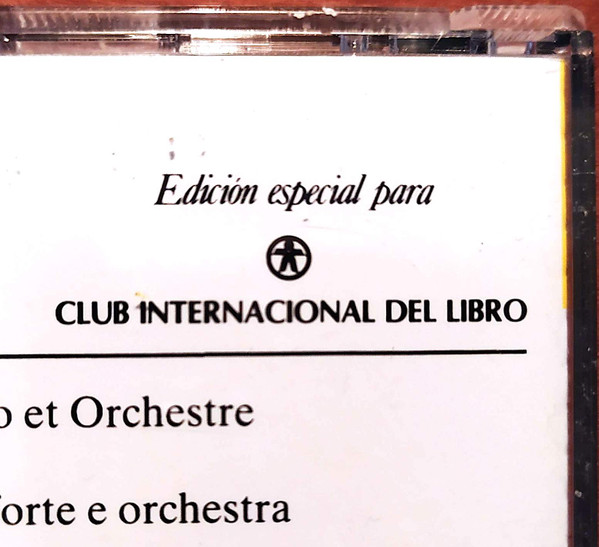 Edición especial para
CLUB INTERNACIONAL DEL LIBRO
o et Orchestre
forte e orchestra